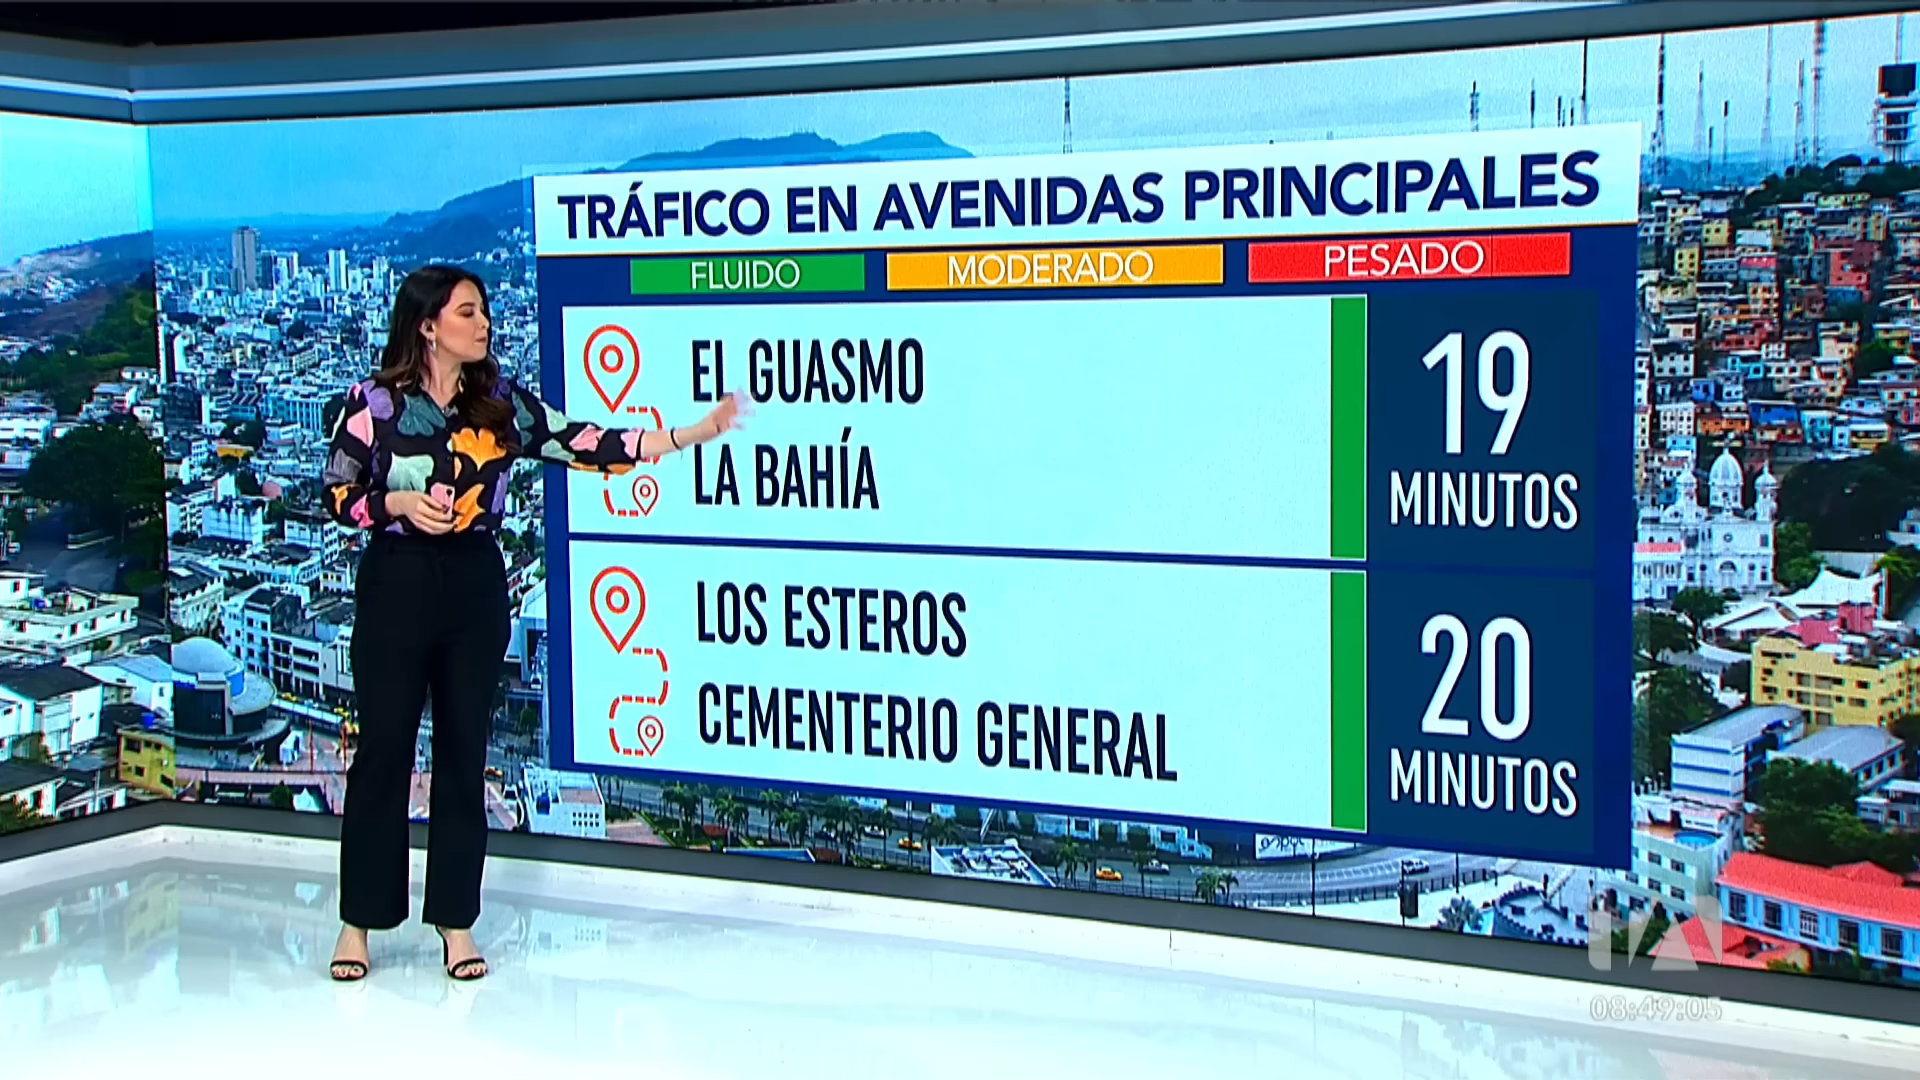 TRÁFICO EN AVENIDAS PRINCIPALES
FLUIDO
MODERADO
PESADO
EL GUASMO
LA BAHÍA
19
MINUTOS
LOS ESTEROS
CEMENTERIO GENERAL
20
MINUTOS
08:49:05